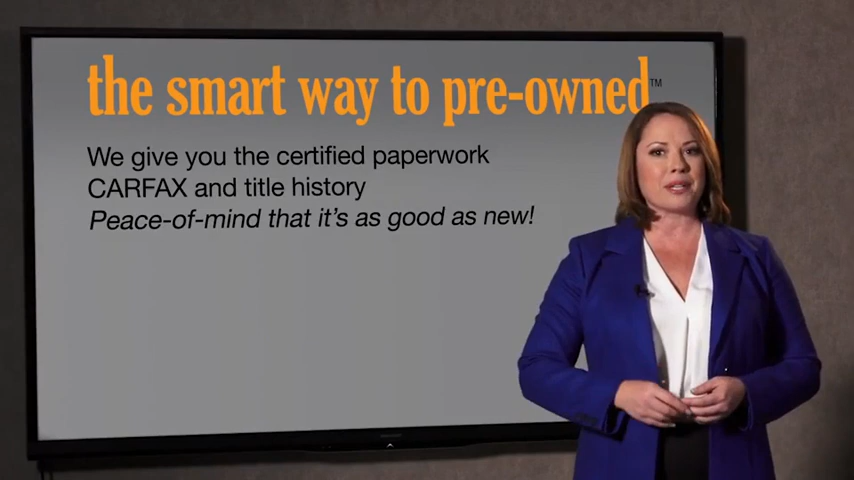 the smart way to pre-owned™
We give you the certified paperwork
CARFAX and title history
Peace-of-mind that it's as good as new!